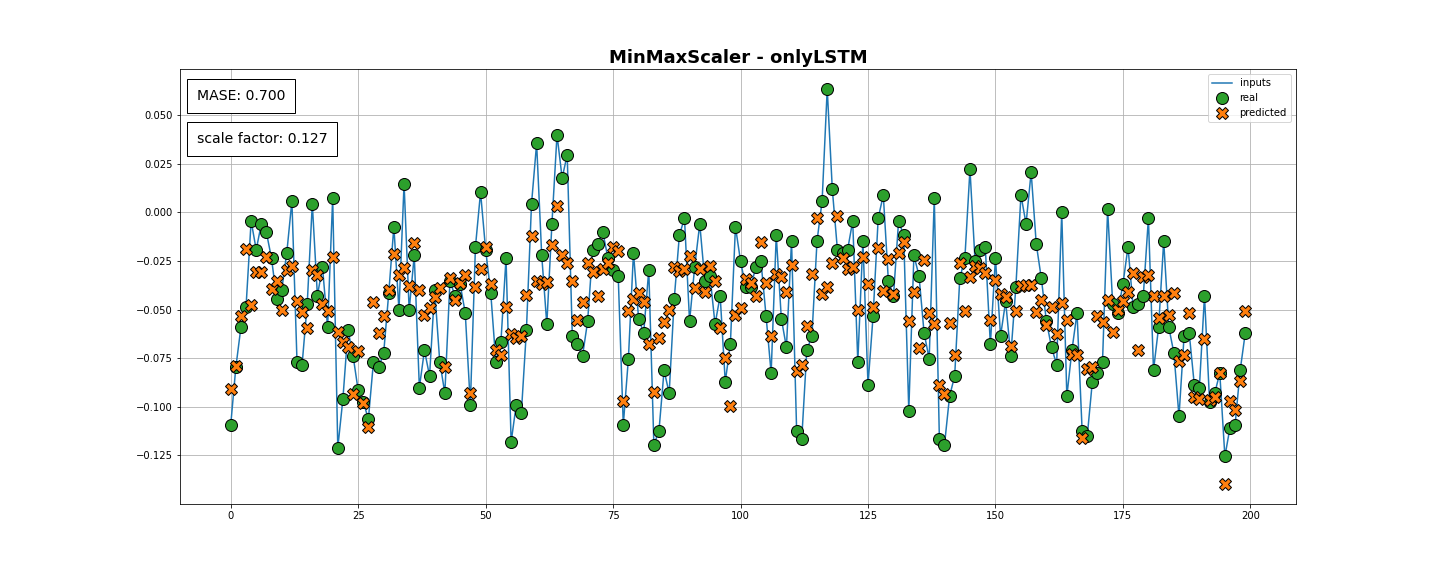 MinMaxScaler - onlyLSTM
MASE: 0.700
scale factor: 0.127
inputs
real
predicted
0.050
0.025
0.000
−0.025
−0.050
−0.075
−0.100
−0.125
0 25 50 75 100 125 150 175 200